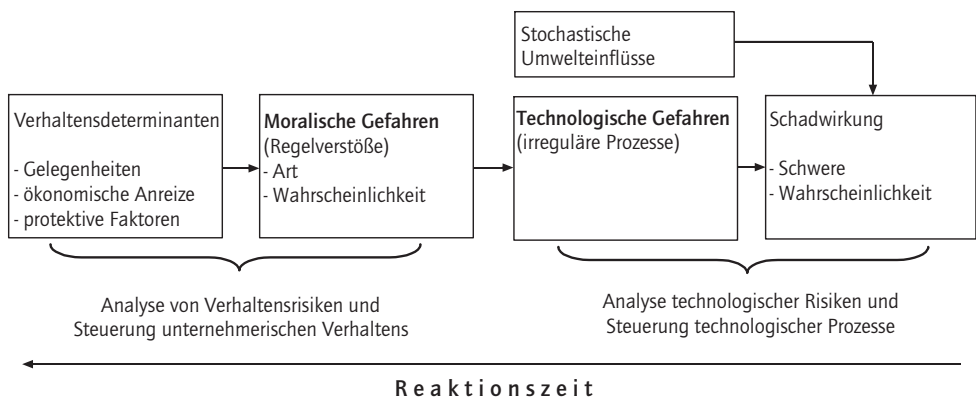 Stochastische
Umwelteinflüsse
Verhaltensdeterminanten
- Gelegenheiten
- ökonomische Anreize
- protektive Faktoren
Moralische Gefahren
(Regelverstöße)
- Art
- Wahrscheinlichkeit
Technologische Gefahren
(irreguläre Prozesse)
Schadwirkung
- Schwere
- Wahrscheinlichkeit
Analyse von Verhaltensrisiken und
Steuerung unternehmerischen Verhaltens
Analyse technologischer Risiken und
Steuerung technologischer Prozesse
Reaktionszeit